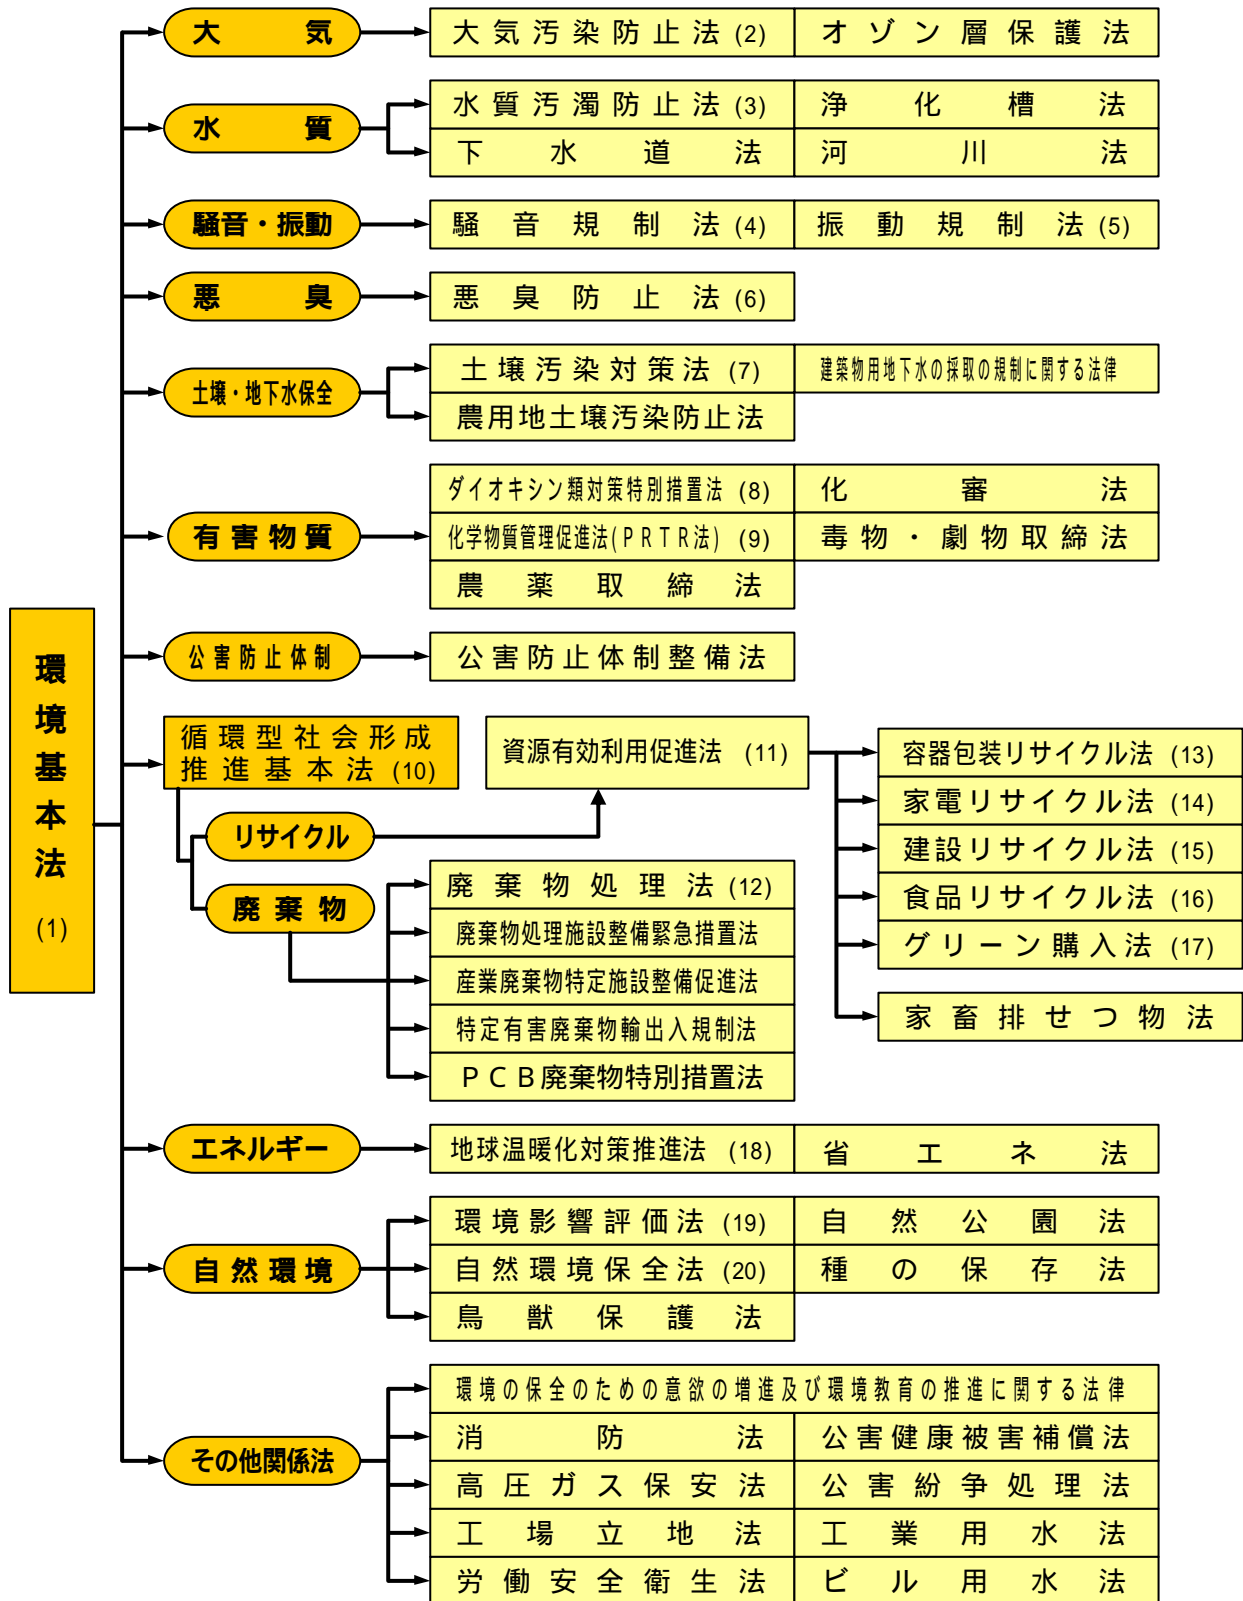 大気
大気汚染防止法 (2)
オゾン層保護法
水質
水質汚濁防止法 (3)
浄化槽法
下水道法
河川法
騒音・振動
騒音規制法 (4)
振動規制法 (5)
悪臭
悪臭防止法 (6)
土壌・地下水保全
土壌汚染対策法 (7)
建築物用地下水の採取の規制に関する法律
農用地土壌汚染防止法
有害物質
ダイオキシン類対策特別措置法 (8)
化審法
化学物質管理促進法(PRTR法) (9)
毒物・劇物取締法
農薬取締法
環境基本法
(1)
公害防止体制
公害防止体制整備法
循環型社会形成
推進基本法 (10)
資源有効利用促進法 (11)
容器包装リサイクル法 (13)
家電リサイクル法 (14)
建設リサイクル法 (15)
食品リサイクル法 (16)
グリーン購入法 (17)
家畜排せつ物法
リサイクル
廃棄物
廃棄物処理法 (12)
廃棄物処理施設整備緊急措置法
産業廃棄物特定施設整備促進法
特定有害廃棄物輸出入規制法
PCB廃棄物特別措置法
エネルギー
地球温暖化対策推進法 (18)
省エネ法
自然環境
環境影響評価法 (19)
自然公園法
自然環境保全法 (20)
種の保存法
鳥獣保護法
その他関係法
環境の保全のための意欲の増進及び環境教育の推進に関する法律
消防法
公害健康被害補償法
高圧ガス保安法
公害紛争処理法
工場立地法
工業用水法
労働安全衛生法
ビル用水法